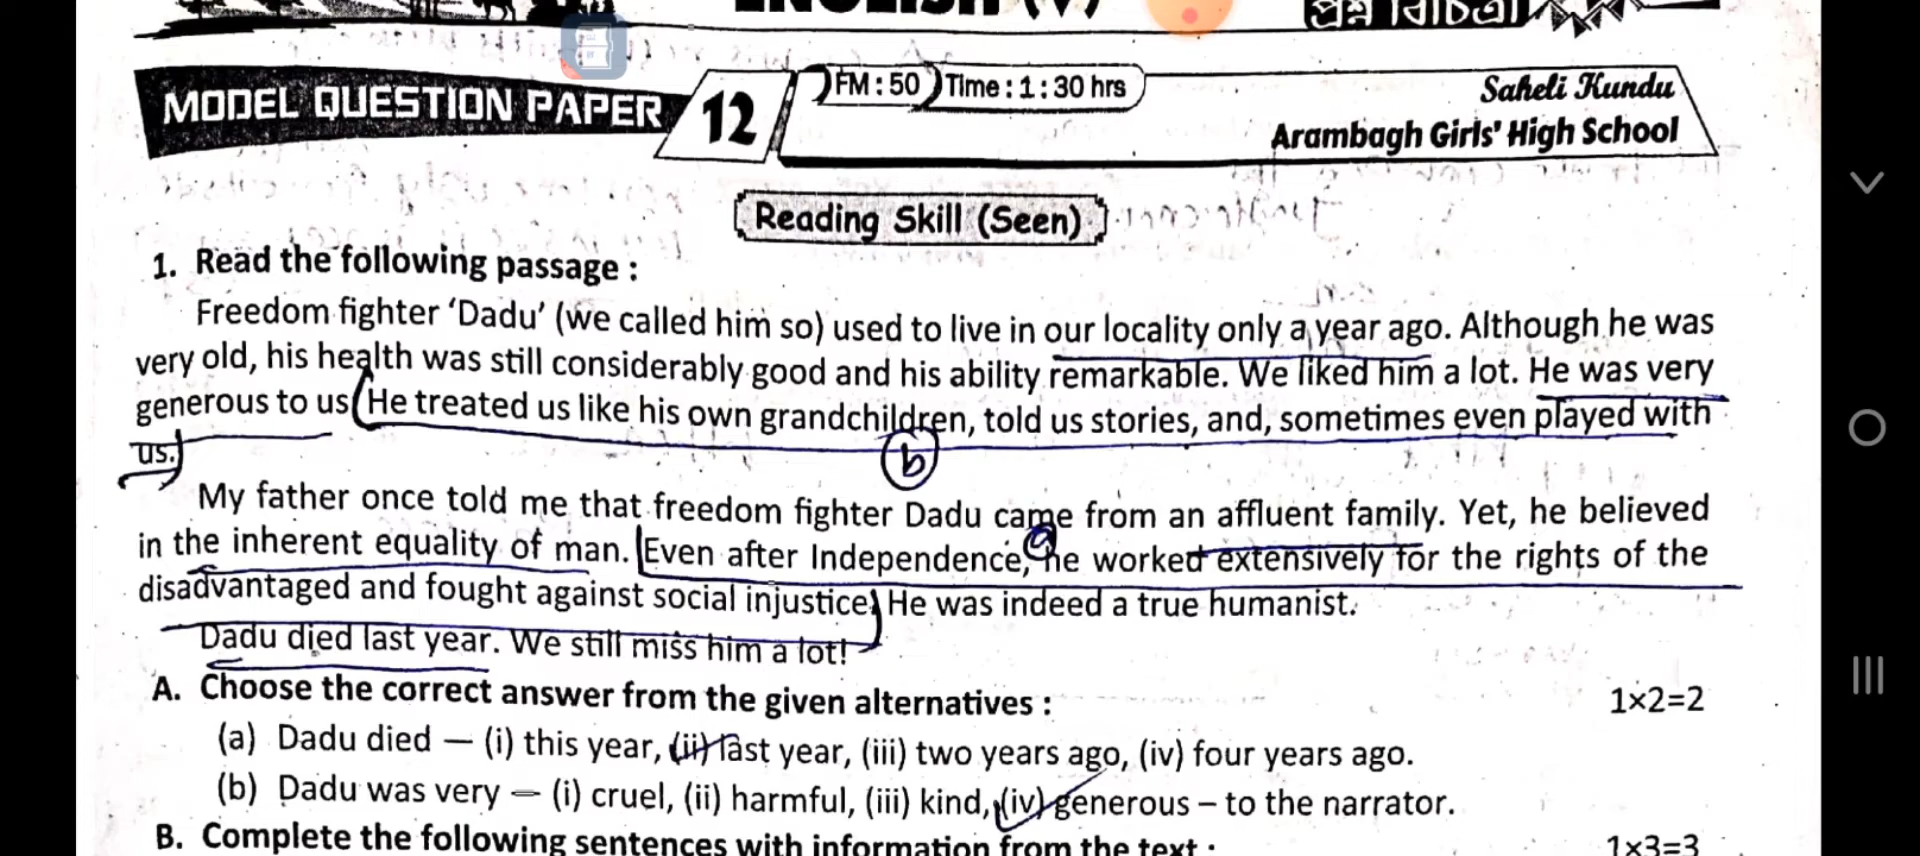 ENGLISH (V)
প্রশ্ন বিচিত্রা
MODEL QUESTION PAPER 12 FM : 50 Time : 1 : 30 hrs
Saheli Kundu
Arambagh Girls' High School
Reading Skill (Seen)
1. Read the following passage :
Freedom fighter ‘Dadu’ (we called him so) used to live in our locality only a year ago. Although he was
very old, his health was still considerably good and his ability remarkable. We liked him a lot. He was very
generous to us. He treated us like his own grandchildren, told us stories, and, sometimes even played with
us.
b
My father once told me that freedom fighter Dadu came from an affluent family. Yet, he believed
a
in the inherent equality of man. Even after Independence, he worked extensively for the rights of the
disadvantaged and fought against social injustice. He was indeed a true humanist.
Dadu died last year. We still miss him a lot!
A. Choose the correct answer from the given alternatives : 1×2=2
(a) Dadu died — (i) this year, (ii) last year, (iii) two years ago, (iv) four years ago.
(b) Dadu was very — (i) cruel, (ii) harmful, (iii) kind, (iv) generous – to the narrator.
B. Complete the following sentences with information from the text : 1×3=3